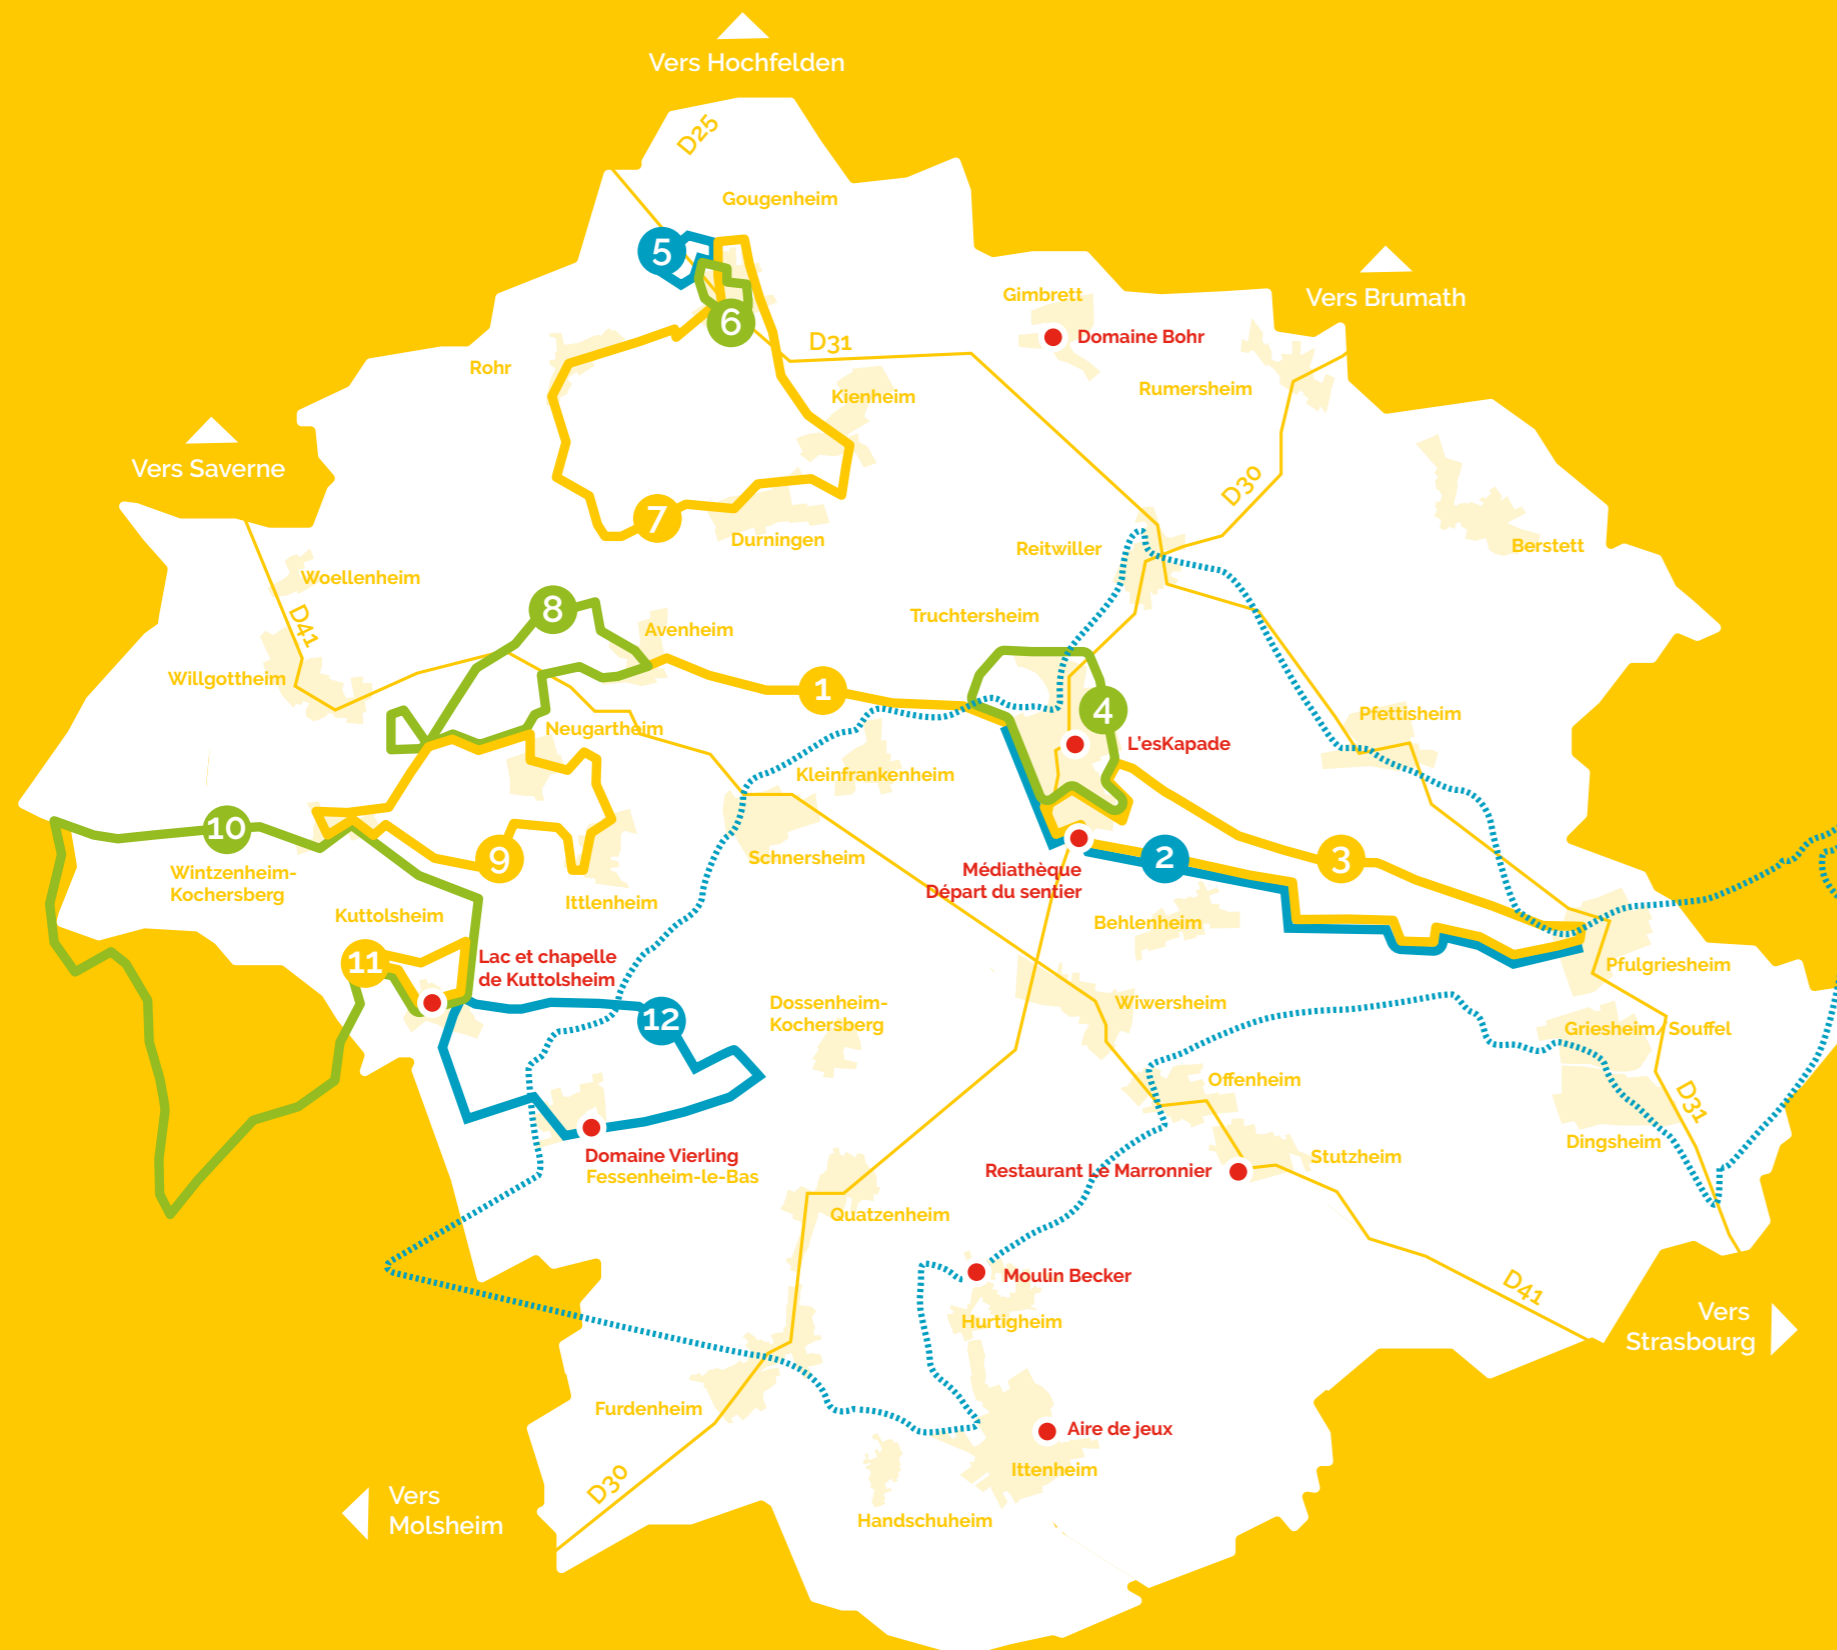 Vers Hochfelden
D25
Gougenheim
5
6
Gimbrett
Vers Brumath
Domaine Bohr
D31
Rohr
Kienheim
Rumersheim
Vers Saverne
D30
7
Durningen
Reitwiller
Berstett
Woellenheim
D41
8
Avenheim
Truchtersheim
Willgottheim
1
4
Pfettisheim
Neugartheim
L'esKapade
Kleinfrankenheim
10
9
Schnersheim
2
3
Wintzenheim-
Kochersberg
Médiathèque
Départ du sentier
Ittlenheim
Kuttolsheim
Behlenheim
11
Lac et chapelle
de Kuttolsheim
Pfulgriesheim
Dossenheim-
Kochersberg
Wiwersheim
12
Griesheim/Souffel
Offenheim
D31
Dingsheim
Domaine Vierling
Fessenheim-le-Bas
Restaurant Le Marronnier
Stutzheim
Quatzenheim
Moulin Becker
D41
Hurtigheim
Vers
Strasbourg
Furdenheim
Aire de jeux
Ittenheim
D30
Vers
Molsheim
Handschuheim